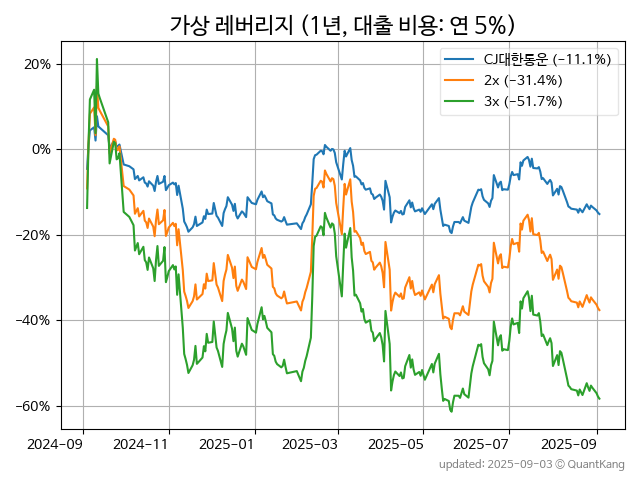 가상 레버리지 (1년, 대출 비용: 연 5%)
CJ대한통운 (−11.1%)
2x (−31.4%)
3x (−51.7%)
20%
0%
−20%
−40%
−60%
2024-09 2024-11 2025-01 2025-03 2025-05 2025-07 2025-09
updated: 2025-09-03 © QuantKang